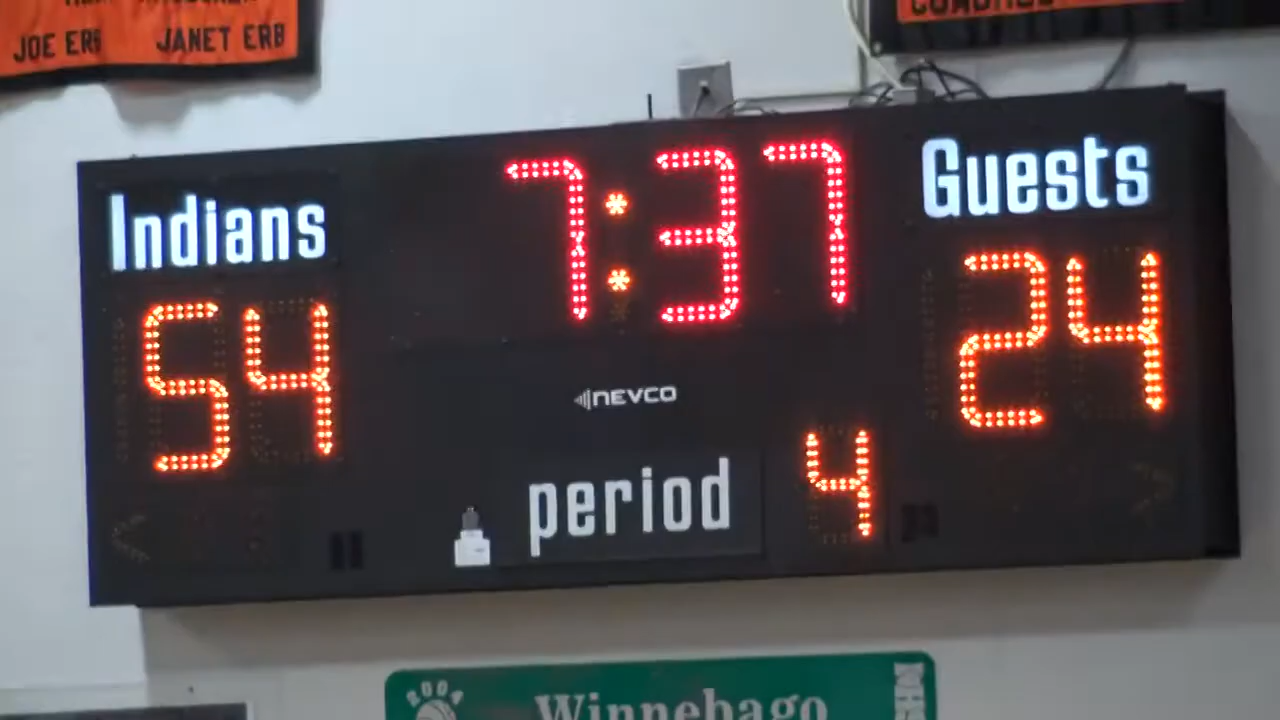 JOE ERB JANET ERB
Indians
7:37
Guests
54
24
NEVCO
period
4
2004
Winnebago